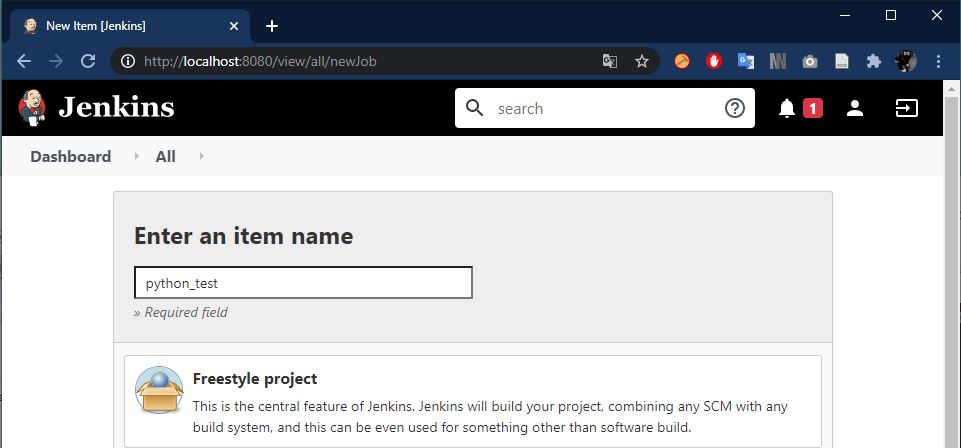 New Item [Jenkins]
http://localhost:8080/view/all/newJob
Jenkins
search
1
Dashboard All
Enter an item name
python_test
» Required field
Freestyle project
This is the central feature of Jenkins. Jenkins will build your project, combining any SCM with any
build system, and this can be even used for something other than software build.